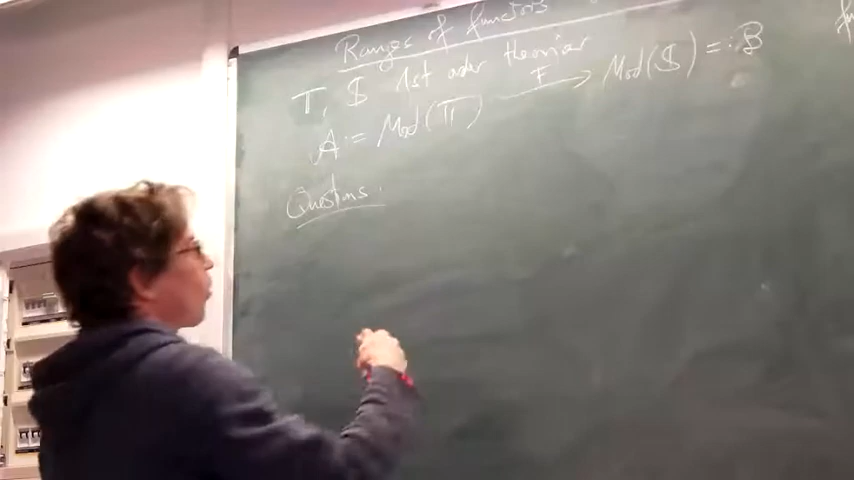 Ranges of functors
𝕋, 𝕊 1st order theories
𝒜 := Mod(𝕋) —F→ Mod(𝕊) =: ℬ
Questions.